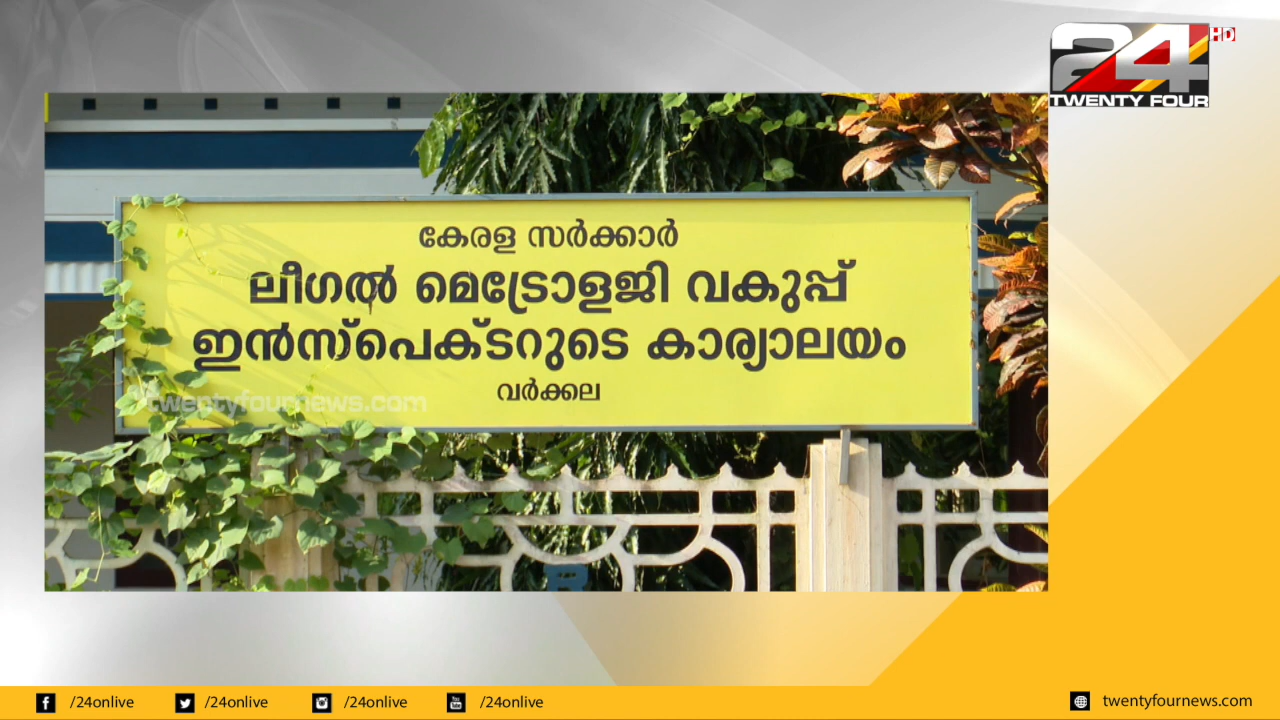 24 HD
TWENTY FOUR
കേരള സർക്കാർ
ലീഗൽ മെട്രോളജി വകുപ്പ്
ഇൻസ്പെക്ടറുടെ കാര്യാലയം
വർക്കല
twentyfournews.com
/24onlive /24onlive /24onlive /24onlive twentyfournews.com